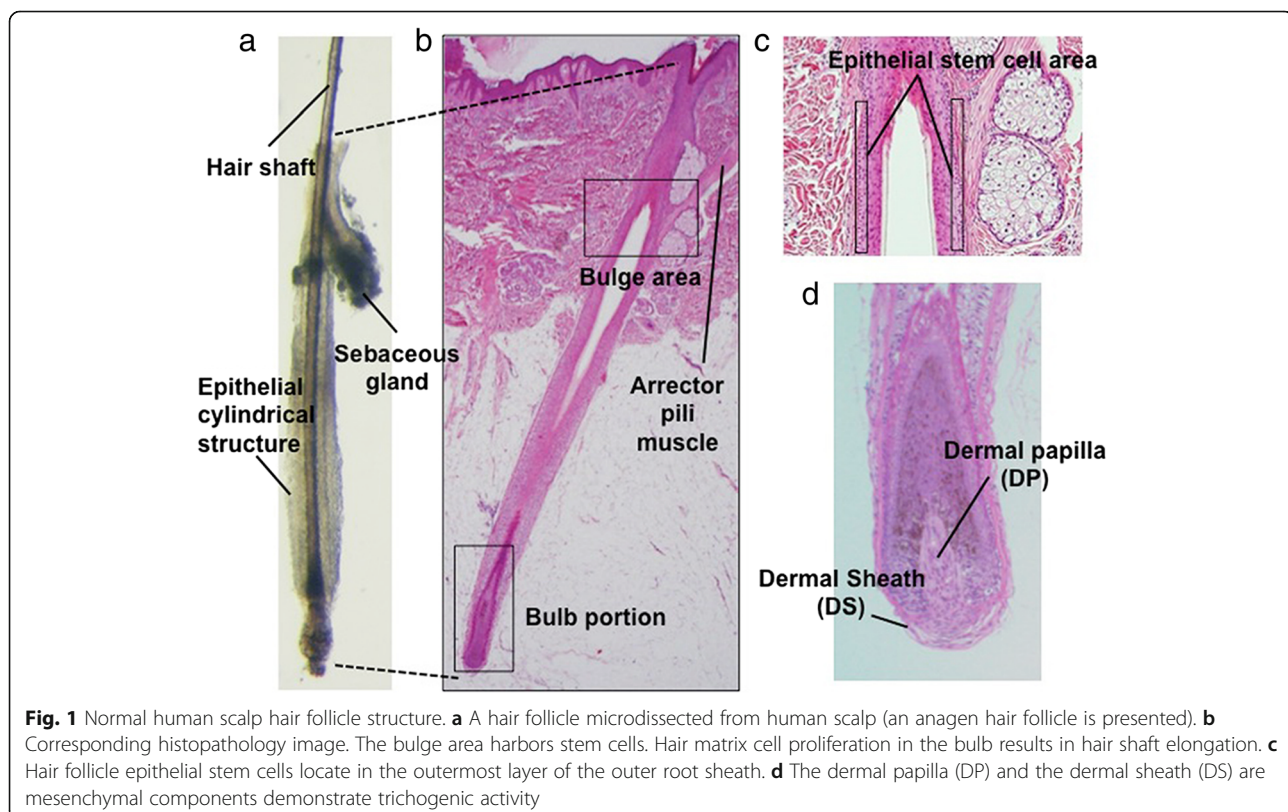 a
b
c
Epithelial stem cell area
Hair shaft
Bulge area
d
Sebaceous
gland
Epithelial
cylindrical
structure
Arrector
pili
muscle
Dermal papilla
(DP)
Dermal Sheath
(DS)
Bulb portion
Fig. 1 Normal human scalp hair follicle structure. a A hair follicle microdissected from human scalp (an anagen hair follicle is presented). b
Corresponding histopathology image. The bulge area harbors stem cells. Hair matrix cell proliferation in the bulb results in hair shaft elongation. c
Hair follicle epithelial stem cells locate in the outermost layer of the outer root sheath. d The dermal papilla (DP) and the dermal sheath (DS) are
mesenchymal components demonstrate trichogenic activity